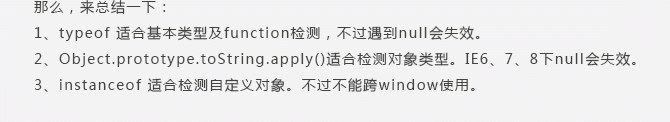 那么，来总结一下：
1、typeof 适合基本类型及function检测，不过遇到null会失效。
2、Object.prototype.toString.apply()适合检测对象类型。IE6、7、8下null会失效。
3、instanceof 适合检测自定义对象。不过不能跨window使用。